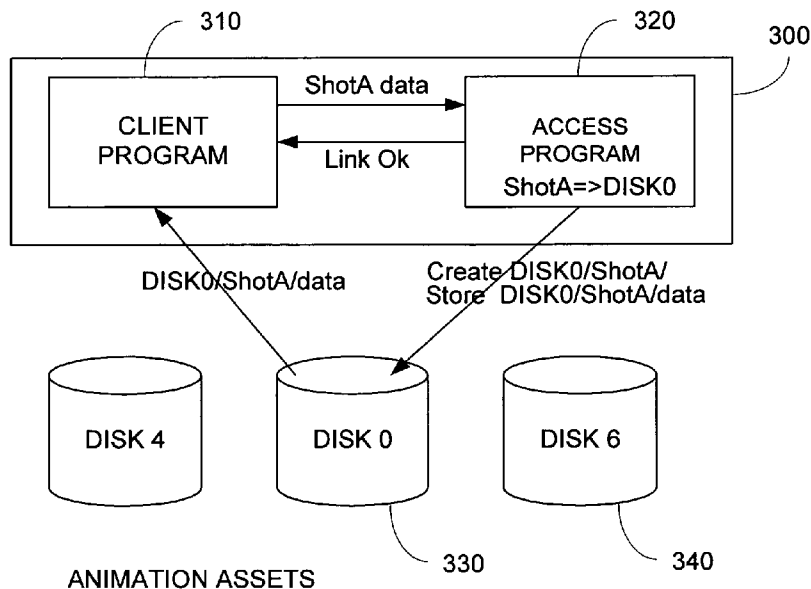 310
320
300
CLIENT
PROGRAM
ShotA data
Link Ok
ACCESS
PROGRAM
ShotA=>DISK0
DISK0/ShotA/data
Create DISK0/ShotA/
Store DISK0/ShotA/data
DISK 4
DISK 0
DISK 6
330
340
ANIMATION ASSETS